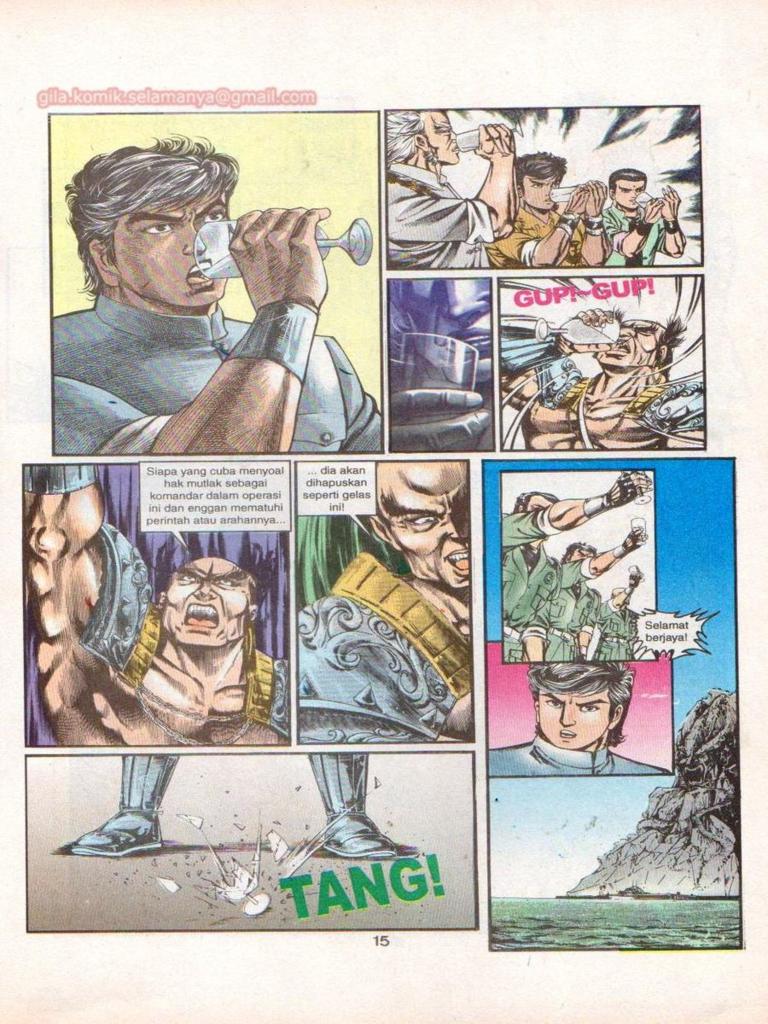 gila.komik.selamanya@gmail.com
GUP!~GUP!
Siapa yang cuba menyoal
hak mutlak sebagai
komandar dalam operasi
ini dan enggan mematuhi
perintah atau arahannya...
... dia akan
dihapuskan
seperti gelas
ini!
Selamat
berjaya!
TANG!
15